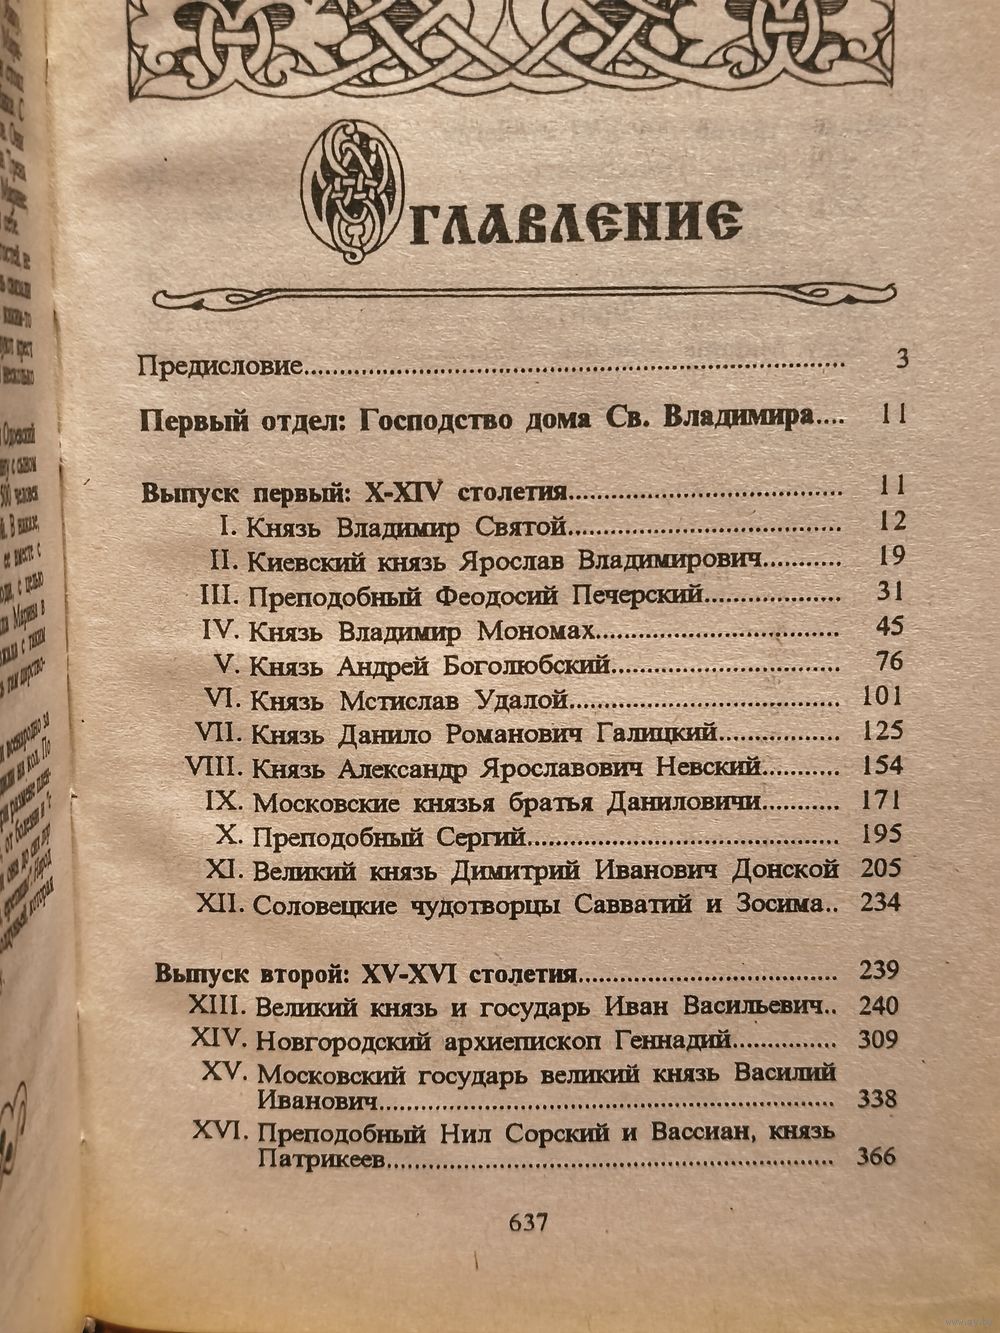 ОГЛАВЛЕНИЕ
Предисловие........ 3
Первый отдел: Господство дома Св. Владимира.... 11
Выпуск первый: X-XIV столетия........ 11
I. Князь Владимир Святой........ 12
II. Киевский князь Ярослав Владимирович........ 19
III. Преподобный Феодосий Печерский........ 31
IV. Князь Владимир Мономах........ 45
V. Князь Андрей Боголюбский........ 76
VI. Князь Мстислав Удалой........ 101
VII. Князь Данило Романович Галицкий........ 125
VIII. Князь Александр Ярославович Невский........ 154
IX. Московские князья братья Даниловичи........ 171
X. Преподобный Сергий........ 195
XI. Великий князь Димитрий Иванович Донской 205
XII. Соловецкие чудотворцы Савватий и Зосима.. 234
Выпуск второй: XV-XVI столетия........ 239
XIII. Великий князь и государь Иван Васильевич.. 240
XIV. Новгородский архиепископ Геннадий........ 309
XV. Московский государь великий князь Василий
Иванович........ 338
XVI. Преподобный Нил Сорский и Вассиан, князь
Патрикеев........ 366
637